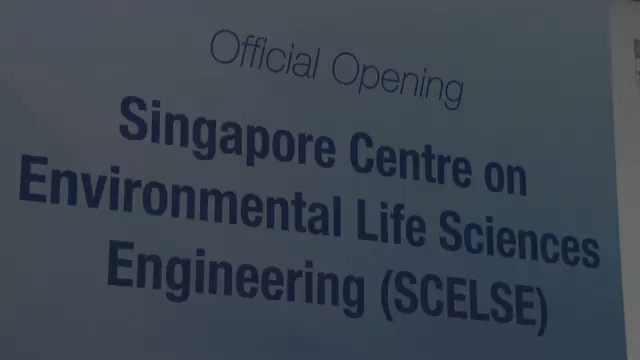 Official Opening
Singapore Centre on
Environmental Life Sciences
Engineering (SCELSE)